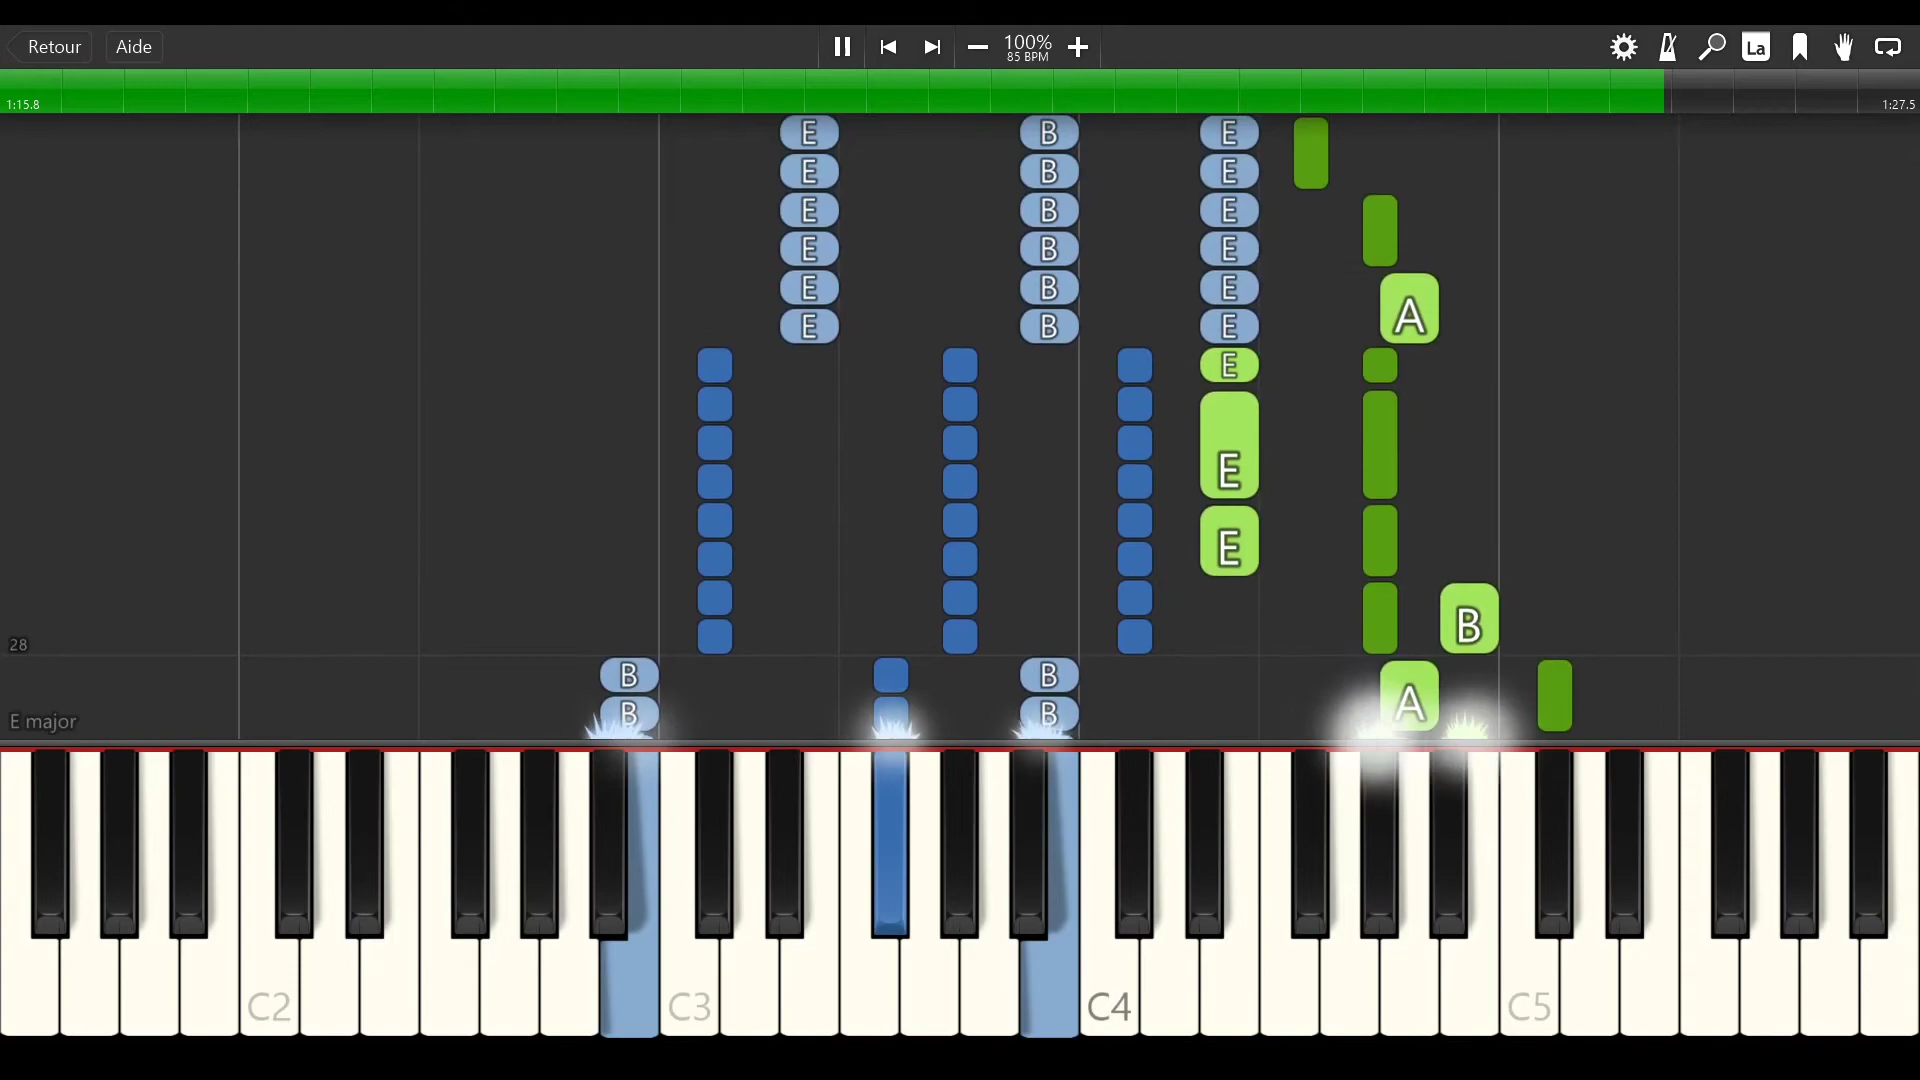 Retour Aide 100% La
85 BPM
1:15.8 1:27.5
E B E
E B E
E B E
E B E
E B E A
E B E
E
E
E
B
28
B B A
B B
E major
C2 C3 C4 C5